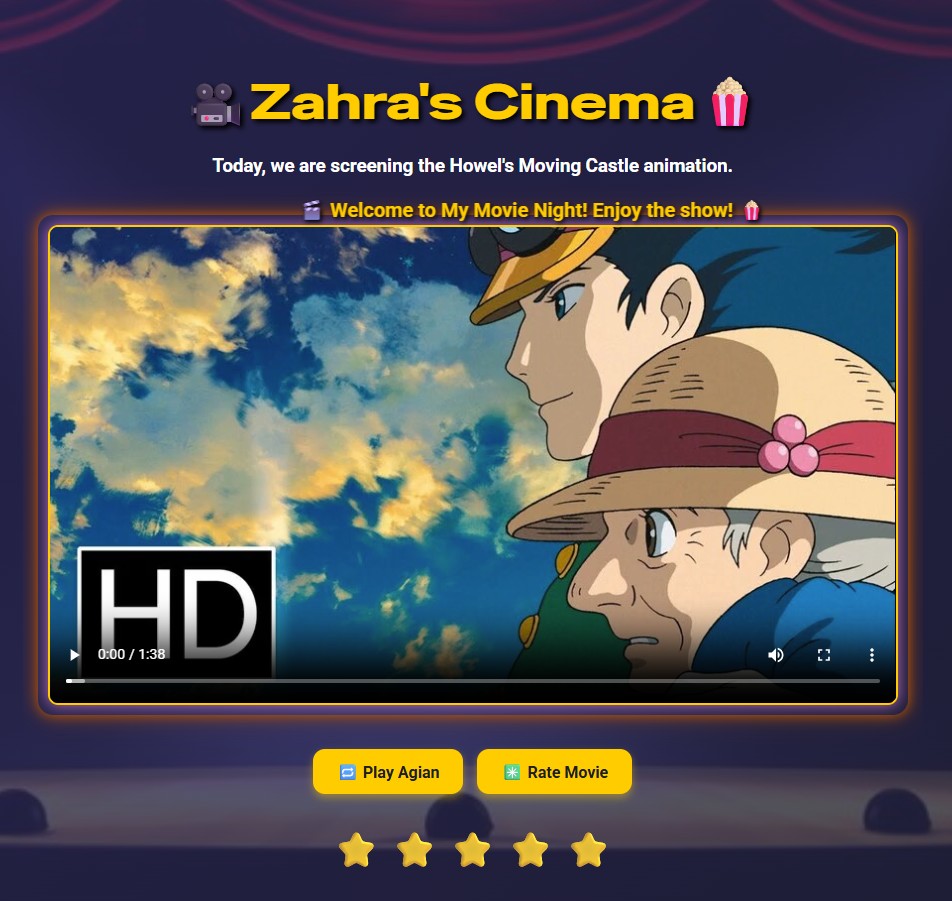 Zahra's Cinema
Today, we are screening the Howel's Moving Castle animation.
Welcome to My Movie Night! Enjoy the show!
HD
0:00 / 1:38
Play Agian
Rate Movie